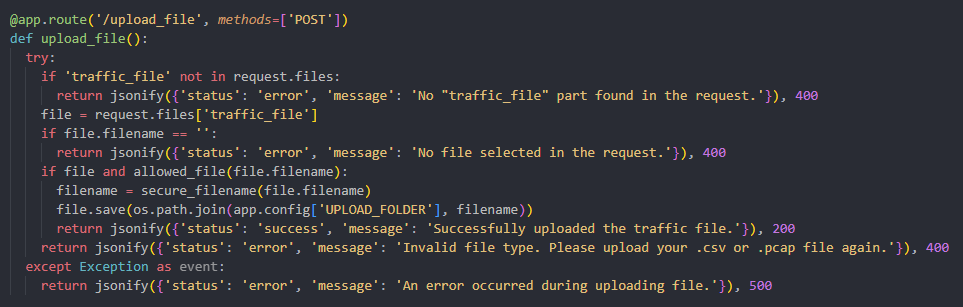 @app.route('/upload_file', methods=['POST'])
def upload_file():
  try:
    if 'traffic_file' not in request.files:
      return jsonify({'status': 'error', 'message': 'No "traffic_file" part found in the request.'}), 400
    file = request.files['traffic_file']
    if file.filename == '':
      return jsonify({'status': 'error', 'message': 'No file selected in the request.'}), 400
    if file and allowed_file(file.filename):
      filename = secure_filename(file.filename)
      file.save(os.path.join(app.config['UPLOAD_FOLDER'], filename))
      return jsonify({'status': 'success', 'message': 'Successfully uploaded the traffic file.'}), 200
    return jsonify({'status': 'error', 'message': 'Invalid file type. Please upload your .csv or .pcap file again.'}), 400
  except Exception as event:
    return jsonify({'status': 'error', 'message': 'An error occurred during uploading file.'}), 500